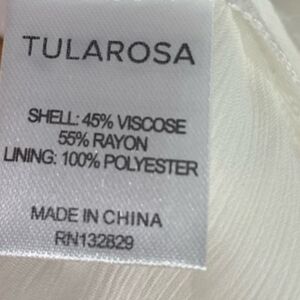 TULAROSA
SHELL: 45% VISCOSE
55% RAYON
LINING: 100% POLYESTER
MADE IN CHINA
RN132829